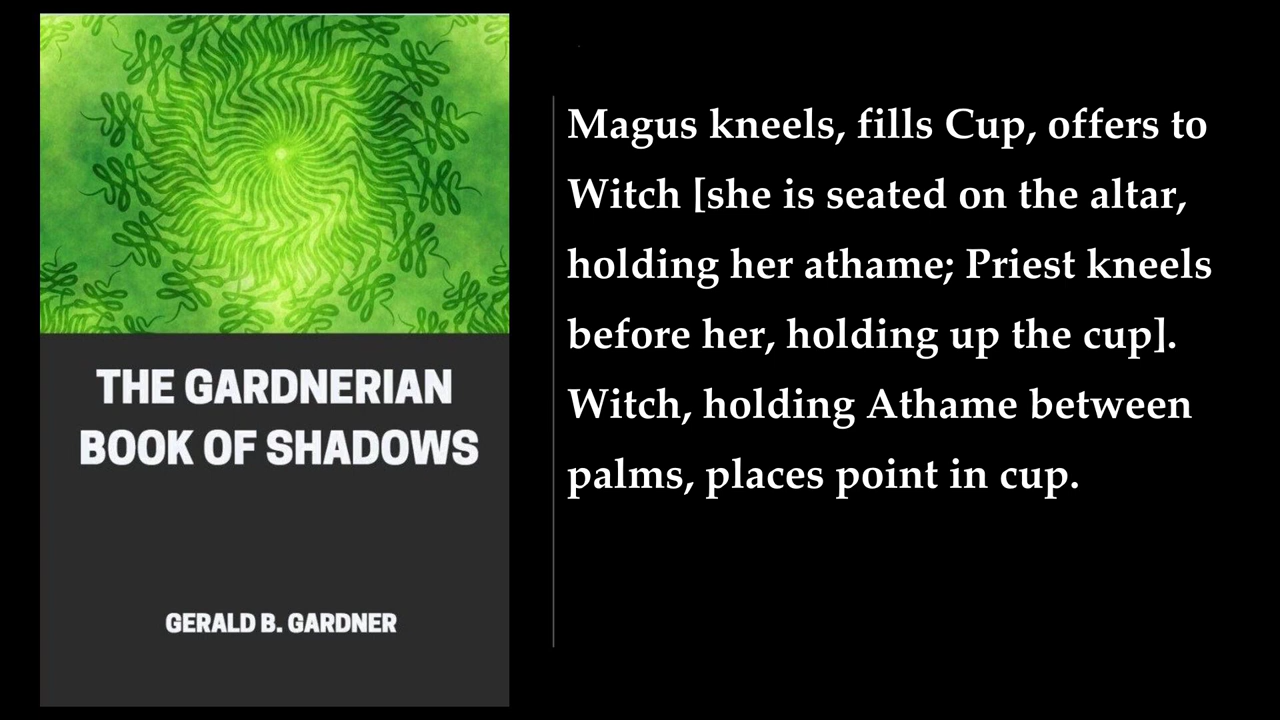 THE GARDNERIAN
BOOK OF SHADOWS
GERALD B. GARDNER
Magus kneels, fills Cup, offers to
Witch [she is seated on the altar,
holding her athame; Priest kneels
before her, holding up the cup].
Witch, holding Athame between
palms, places point in cup.